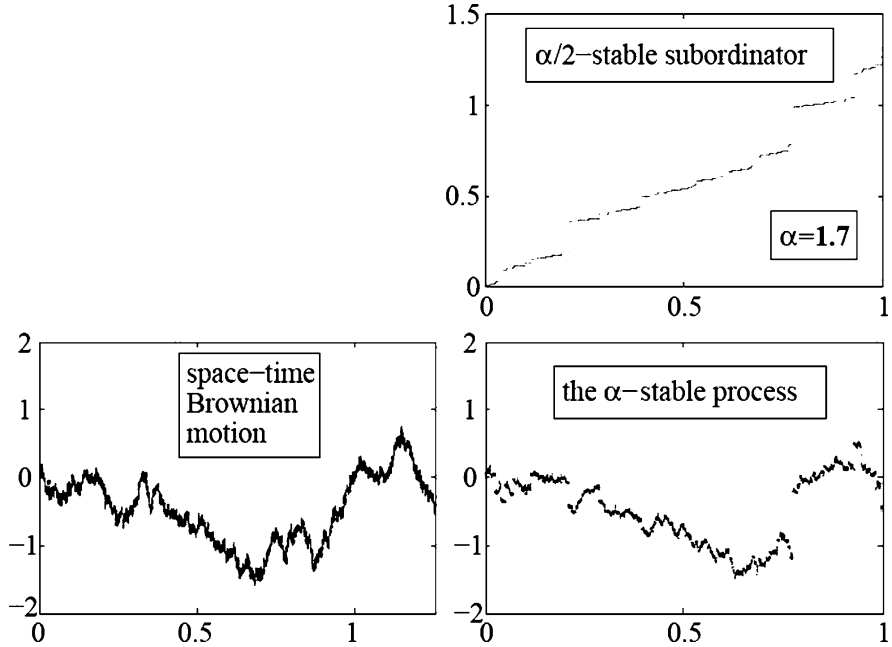 1.5
α/2−stable subordinator
1
0.5
α=1.7
0
0 0.5 1
2
space−time
Brownian
motion
1
0
−1
−2
0 0.5 1
2
the α−stable process
1
0
−1
−2
0 0.5 1